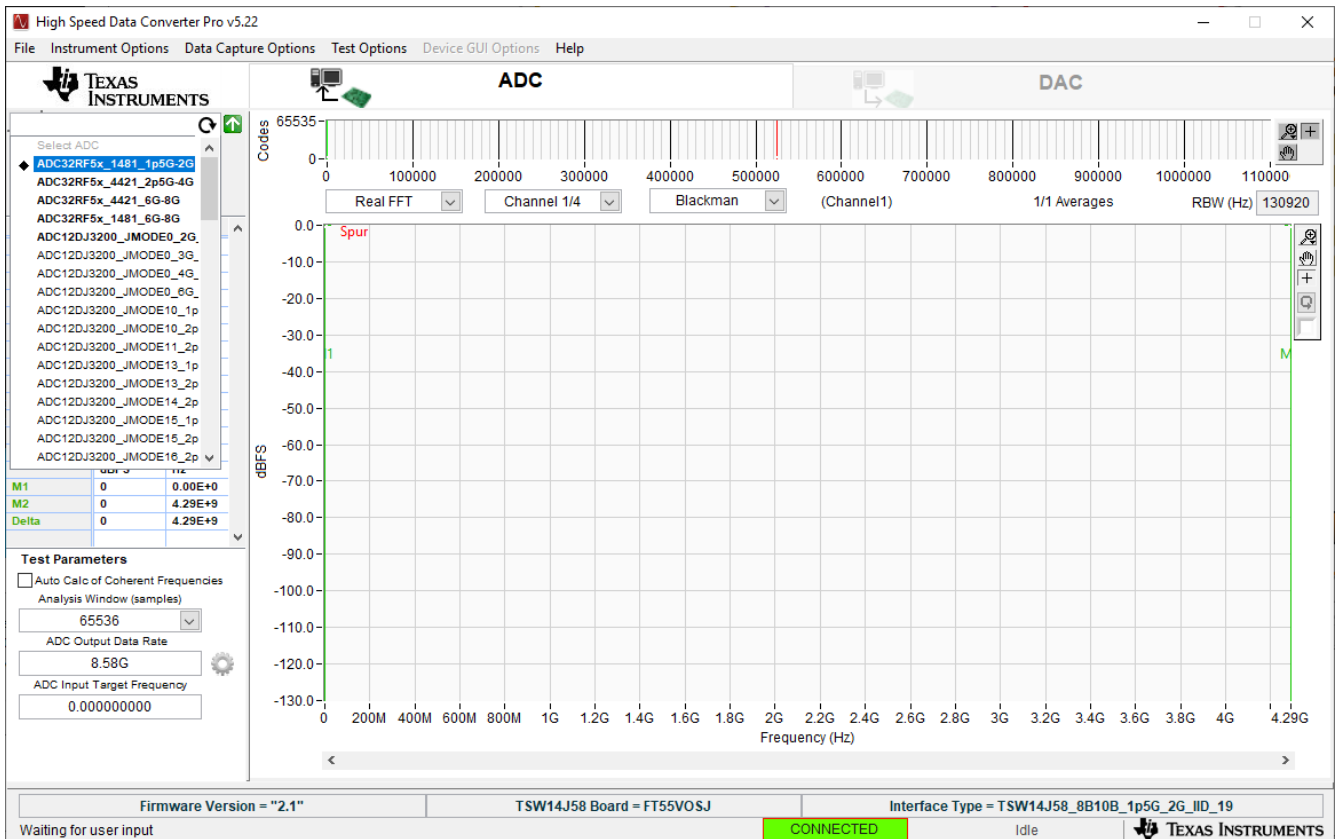 High Speed Data Converter Pro v5.22
File Instrument Options Data Capture Options Test Options Device GUI Options Help
TEXAS INSTRUMENTS
ADC
DAC
Select ADC
ADC32RF5x_1481_1p5G-2G
ADC32RF5x_4421_2p5G-4G
ADC32RF5x_4421_6G-8G
ADC32RF5x_1481_6G-8G
ADC12DJ3200_JMODE0_2G_
ADC12DJ3200_JMODE0_3G_
ADC12DJ3200_JMODE0_4G_
ADC12DJ3200_JMODE0_6G_
ADC12DJ3200_JMODE10_1p
ADC12DJ3200_JMODE10_2p
ADC12DJ3200_JMODE11_2p
ADC12DJ3200_JMODE13_1p
ADC12DJ3200_JMODE13_2p
ADC12DJ3200_JMODE14_2p
ADC12DJ3200_JMODE15_1p
ADC12DJ3200_JMODE15_2p
ADC12DJ3200_JMODE16_2p
M1 0 0.00E+0
M2 0 4.29E+9
Delta 0 4.29E+9
Test Parameters
Auto Calc of Coherent Frequencies
Analysis Window (samples)
65536
ADC Output Data Rate
8.58G
ADC Input Target Frequency
0.000000000
Codes
65535
0
0 100000 200000 300000 400000 500000 600000 700000 800000 900000 1000000 110000
Real FFT Channel 1/4 Blackman (Channel1) 1/1 Averages RBW (Hz) 130920
Spur
dBFS
0.0
-10.0
-20.0
-30.0
-40.0
-50.0
-60.0
-70.0
-80.0
-90.0
-100.0
-110.0
-120.0
-130.0
0 200M 400M 600M 800M 1G 1.2G 1.4G 1.6G 1.8G 2G 2.2G 2.4G 2.6G 2.8G 3G 3.2G 3.4G 3.6G 3.8G 4G 4.29G
Frequency (Hz)
Firmware Version = "2.1" TSW14J58 Board = FT55VOSJ Interface Type = TSW14J58_8B10B_1p5G_2G_IID_19
Waiting for user input CONNECTED Idle TEXAS INSTRUMENTS